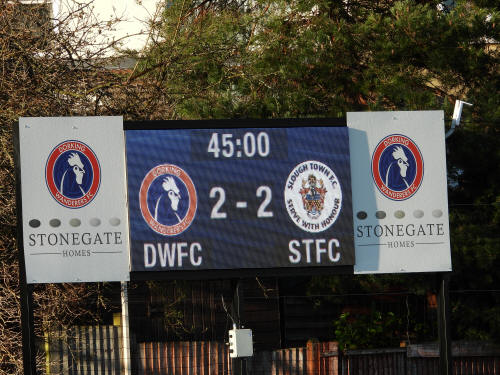 DORKING
WANDERERS F.C.
STONEGATE
HOMES
45:00
DORKING
WANDERERS F.C.
2 - 2
SLOUGH TOWN F.C.
SERVE WITH HONOUR
DWFC
STFC
DORKING
WANDERERS F.C.
STONEGATE
HOMES